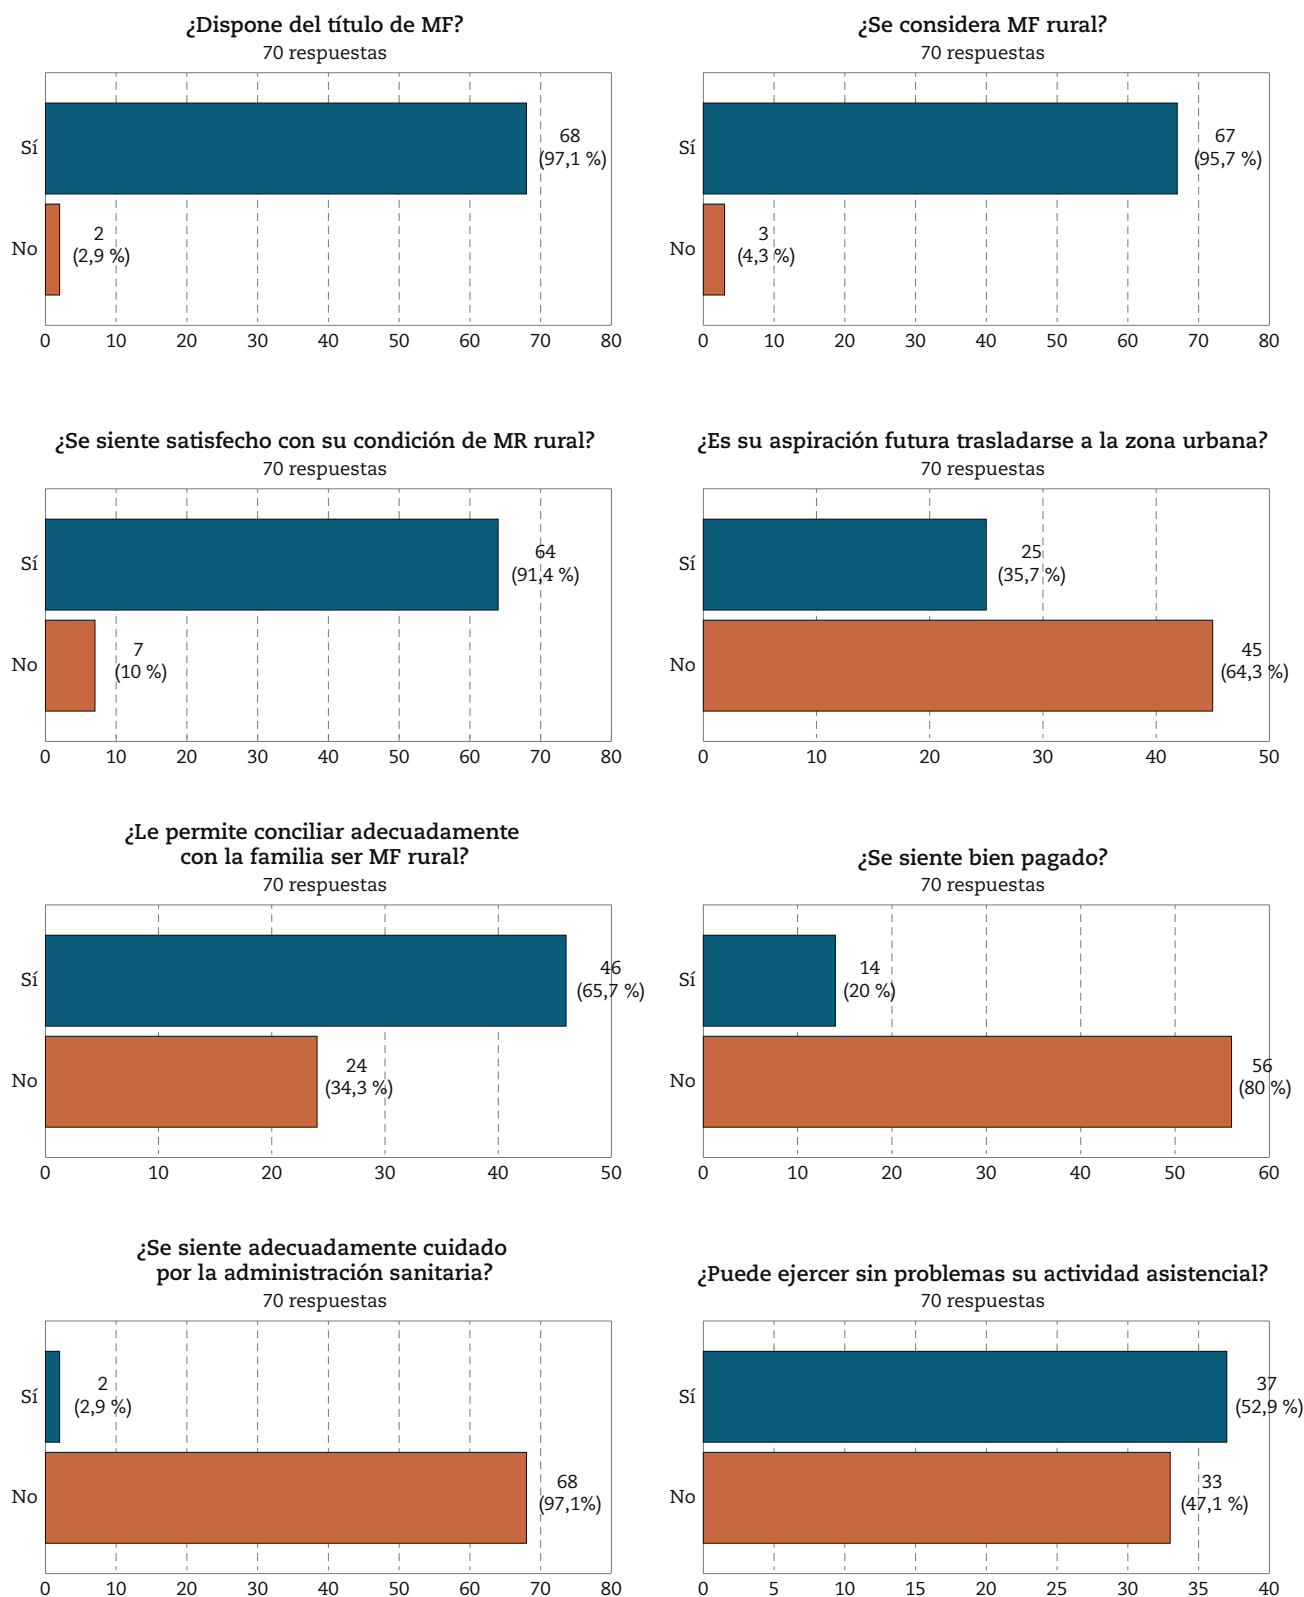 ¿Dispone del título de MF?
70 respuestas
Sí
68
(97,1 %)
No
2
(2,9 %)
0 10 20 30 40 50 60 70 80
¿Se considera MF rural?
70 respuestas
Sí
67
(95,7 %)
No
3
(4,3 %)
0 10 20 30 40 50 60 70 80
¿Se siente satisfecho con su condición de MR rural?
70 respuestas
Sí
64
(91,4 %)
No
7
(10 %)
0 10 20 30 40 50 60 70 80
¿Es su aspiración futura trasladarse a la zona urbana?
70 respuestas
Sí
25
(35,7 %)
No
45
(64,3 %)
0 10 20 30 40 50
¿Le permite conciliar adecuadamente
con la familia ser MF rural?
70 respuestas
Sí
46
(65,7 %)
No
24
(34,3 %)
0 10 20 30 40 50
¿Se siente bien pagado?
70 respuestas
Sí
14
(20 %)
No
56
(80 %)
0 10 20 30 40 50 60
¿Se siente adecuadamente cuidado
por la administración sanitaria?
70 respuestas
Sí
2
(2,9 %)
No
68
(97,1%)
0 10 20 30 40 50 60 70 80
¿Puede ejercer sin problemas su actividad asistencial?
70 respuestas
Sí
37
(52,9 %)
No
33
(47,1 %)
0 5 10 15 20 25 30 35 40